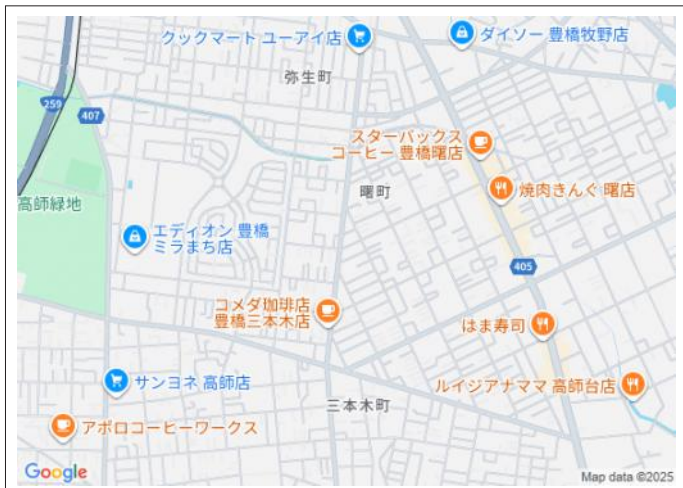 クックマート ユーアイ店
ダイソー 豊橋牧野店
弥生町
259
407
スターバックス
コーヒー 豊橋曙店
曙町
焼肉きんぐ 曙店
高師緑地
エディオン 豊橋
ミラまち店
405
コメダ珈琲店
豊橋三本木店
はま寿司
サンヨネ 高師店
ルイジアナママ 高師台店
三本木町
アポロコーヒーワークス
Google
Map data ©2025